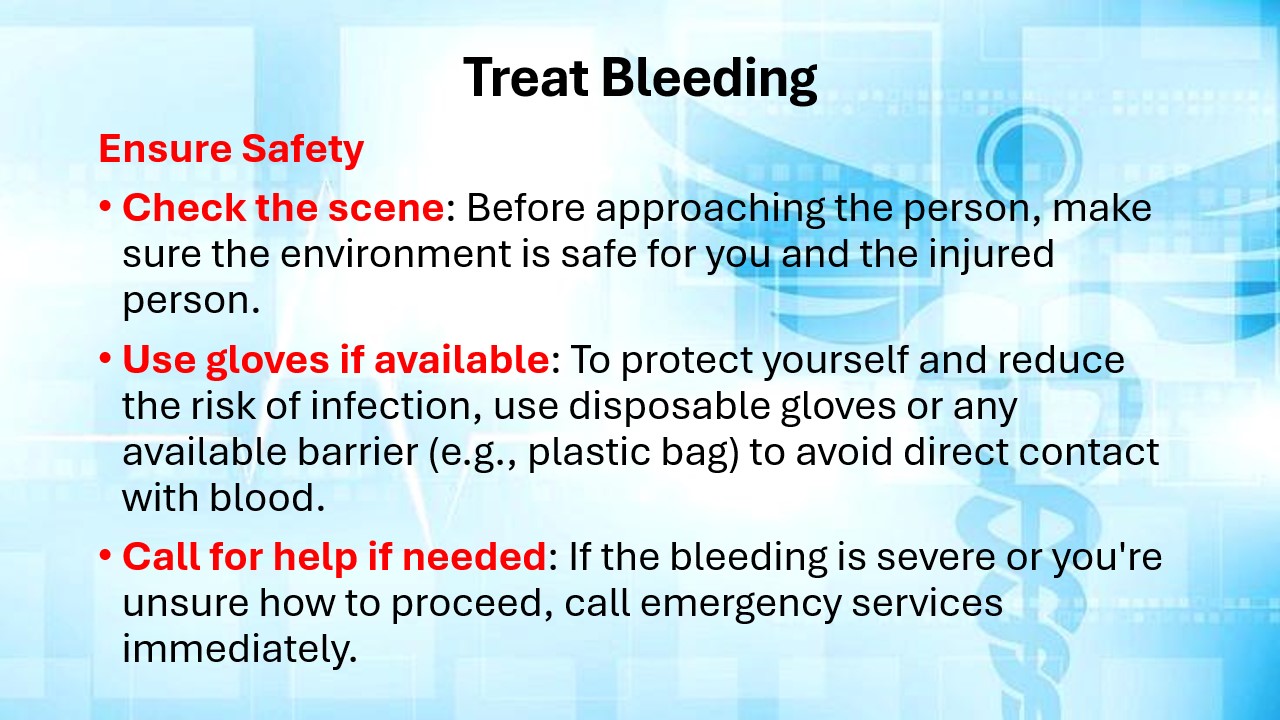 Treat Bleeding
Ensure Safety
• Check the scene: Before approaching the person, make
sure the environment is safe for you and the injured
person.
• Use gloves if available: To protect yourself and reduce
the risk of infection, use disposable gloves or any
available barrier (e.g., plastic bag) to avoid direct contact
with blood.
• Call for help if needed: If the bleeding is severe or you're
unsure how to proceed, call emergency services
immediately.